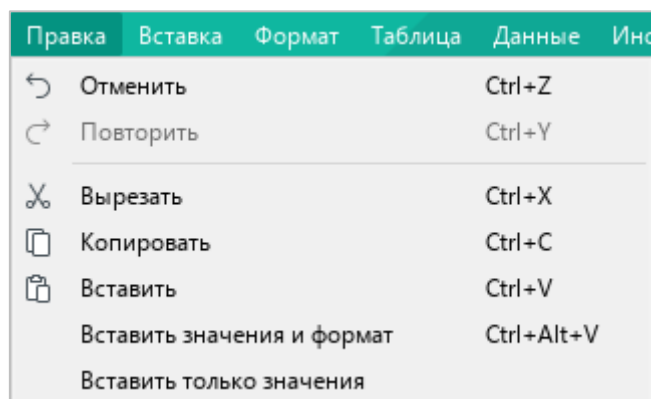 Правка Вставка Формат Таблица Данные
Отменить Ctrl+Z
Повторить Ctrl+Y
Вырезать Ctrl+X
Копировать Ctrl+C
Вставить Ctrl+V
Вставить значения и формат Ctrl+Alt+V
Вставить только значения